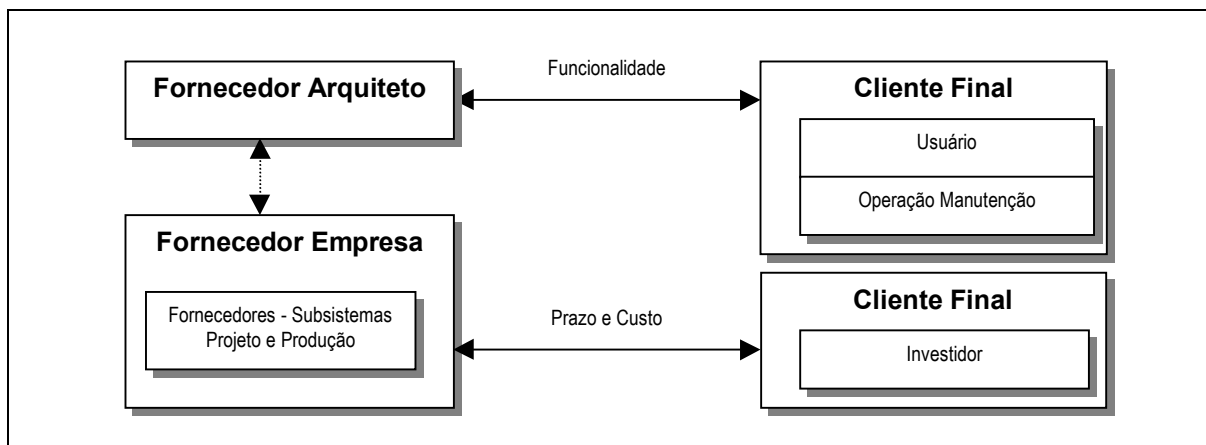 Fornecedor Arquiteto
Funcionalidade
Cliente Final
Usuário
Operação Manutenção
Fornecedor Empresa
Fornecedores - Subsistemas
Projeto e Produção
Prazo e Custo
Cliente Final
Investidor